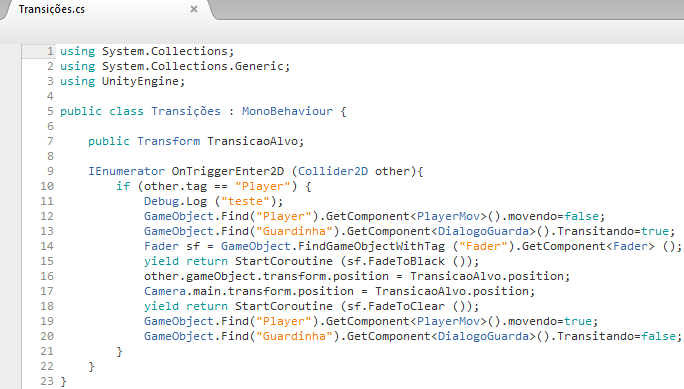 Transições.cs ×
1 using System.Collections;
2 using System.Collections.Generic;
3 using UnityEngine;
4
5 public class Transições : MonoBehaviour {
6
7     public Transform TransicaoAlvo;
8
9     IEnumerator OnTriggerEnter2D (Collider2D other){
10         if (other.tag == "Player") {
11             Debug.Log ("teste");
12             GameObject.Find("Player").GetComponent<PlayerMov>().movendo=false;
13             GameObject.Find("Guardinha").GetComponent<DialogoGuarda>().Transitando=true;
14             Fader sf = GameObject.FindGameObjectWithTag ("Fader").GetComponent<Fader> ();
15             yield return StartCoroutine (sf.FadeToBlack ());
16             other.gameObject.transform.position = TransicaoAlvo.position;
17             Camera.main.transform.position = TransicaoAlvo.position;
18             yield return StartCoroutine (sf.FadeToClear ());
19             GameObject.Find("Player").GetComponent<PlayerMov>().movendo=true;
20             GameObject.Find("Guardinha").GetComponent<DialogoGuarda>().Transitando=false;
21         }
22     }
23 }